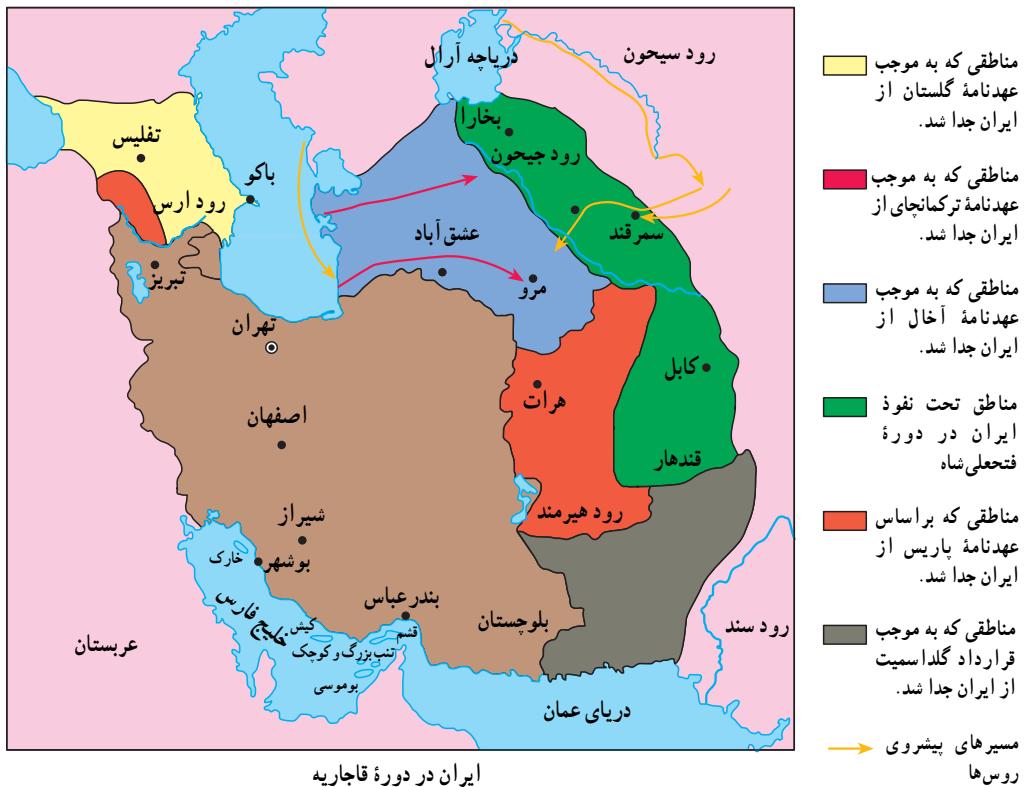 دریاچه آرال
رود سیحون
بخارا
رود جیحون
تفلیس
باکو
رود ارس
سمرقند
عشق‌آباد
مرو
تبریز
تهران
کابل
هرات
اصفهان
قندهار
رود هیرمند
شیراز
خارک
بوشهر
بندرعباس
بلوچستان
خلیج فارس
کیش
قشم
تنب‌بزرگ و کوچک
بوموسی
رود سند
عربستان
دریای عمان
مناطقی که به موجب
عهدنامهٔ گلستان از
ایران جدا شد.
مناطقی که به موجب
عهدنامهٔ ترکمانچای از
ایران جدا شد.
مناطقی که به موجب
عهدنامهٔ آخال از
ایران جدا شد.
مناطق تحت نفوذ
ایران در دورهٔ
فتحعلی‌شاه
مناطقی که براساس
عهدنامهٔ پاریس از
ایران جدا شد.
مناطقی که به موجب
قرارداد گلداسمیت
از ایران جدا شد.
مسیرهای پیشروی
روس‌ها
ایران در دورهٔ قاجاریه